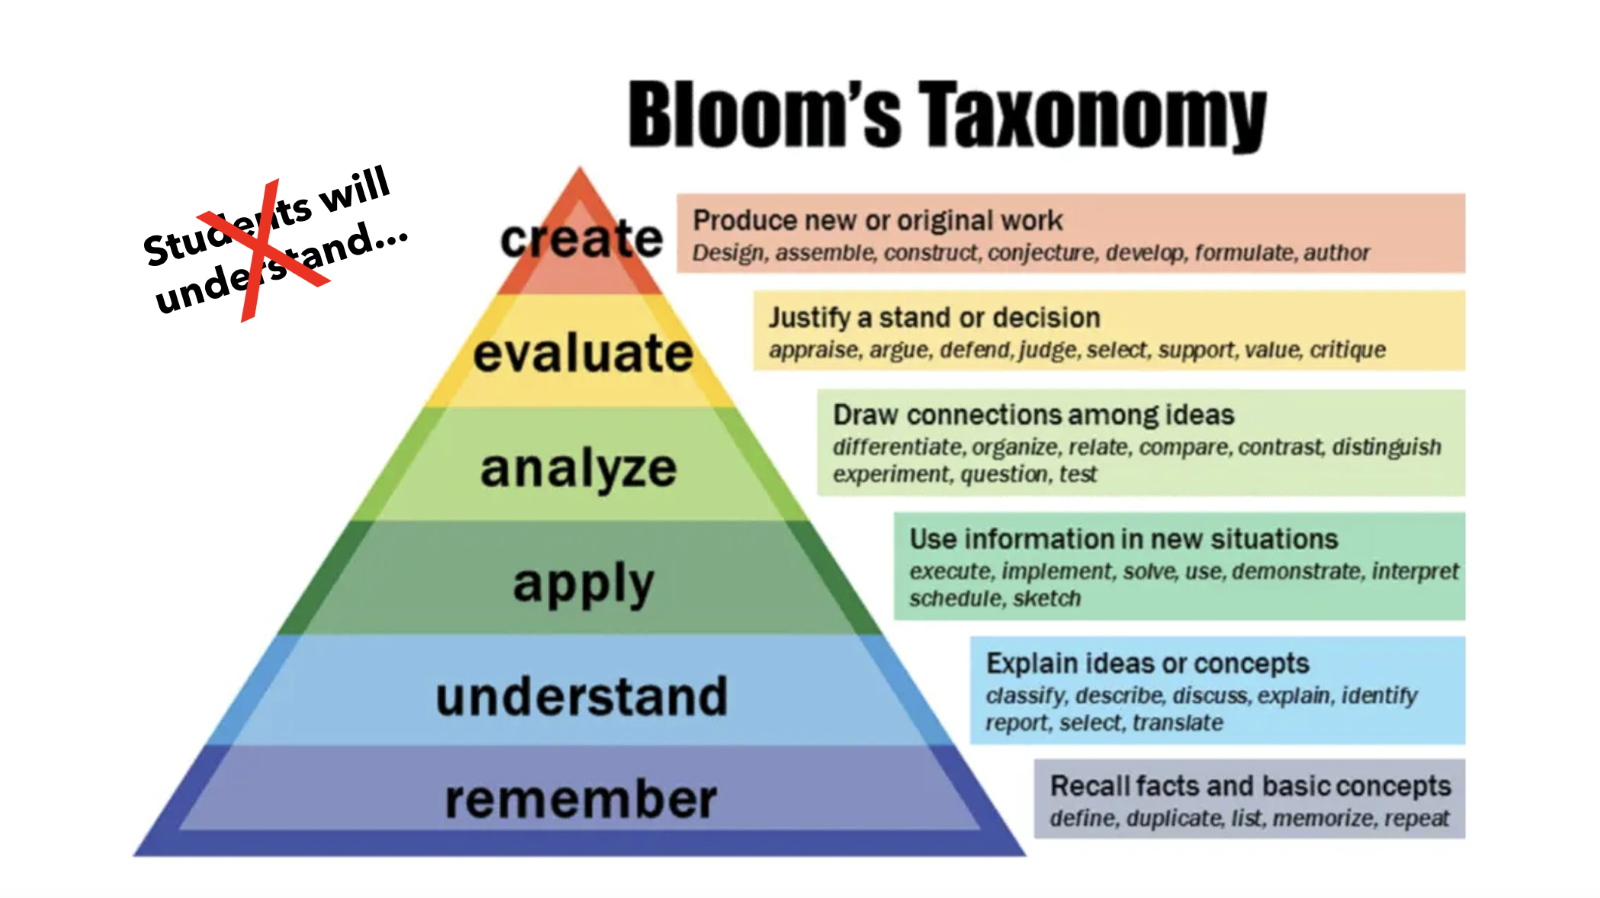 Bloom’s Taxonomy
Students will
understand...
create
Produce new or original work
Design, assemble, construct, conjecture, develop, formulate, author
evaluate
Justify a stand or decision
appraise, argue, defend, judge, select, support, value, critique
analyze
Draw connections among ideas
differentiate, organize, relate, compare, contrast, distinguish
experiment, question, test
apply
Use information in new situations
execute, implement, solve, use, demonstrate, interpret
schedule, sketch
understand
Explain ideas or concepts
classify, describe, discuss, explain, identify
report, select, translate
remember
Recall facts and basic concepts
define, duplicate, list, memorize, repeat